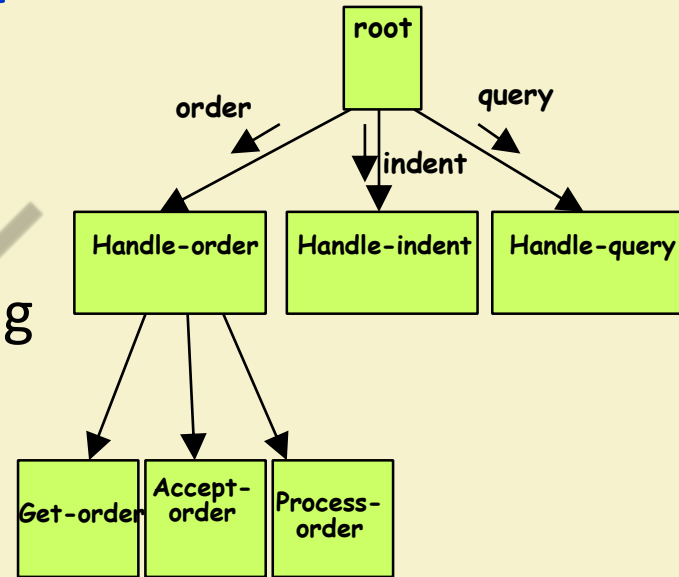 root
order
query
indent
Handle-order
Handle-indent
Handle-query
g
Get-order
Accept-
order
Process-
order